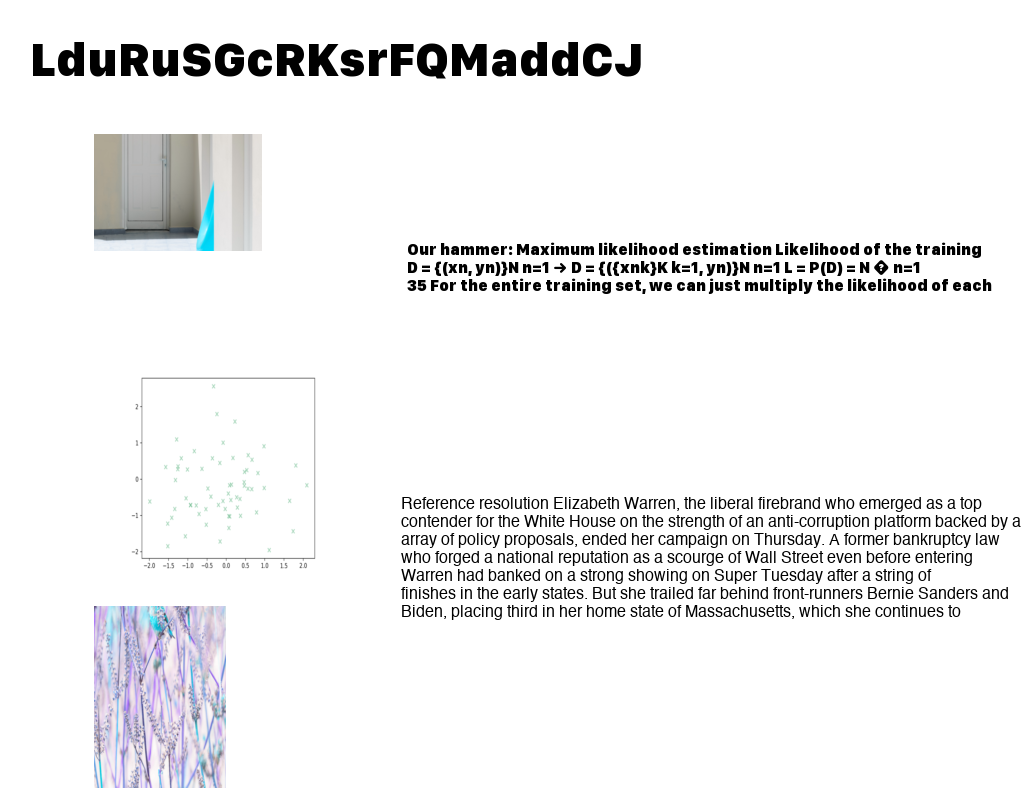 LduRuSGcRKsrFQMaddCJ
Our hammer: Maximum likelihood estimation Likelihood of the training
D = {(xn, yn)}N n=1 → D = {({xnk}K k=1, yn)}N n=1 L = P(D) = N � n=1
35 For the entire training set, we can just multiply the likelihood of each
2
1
0
−1
−2
−2.0 −1.5 −1.0 −0.5 0.0 0.5 1.0 1.5 2.0
Reference resolution Elizabeth Warren, the liberal firebrand who emerged as a top
contender for the White House on the strength of an anti-corruption platform backed by a
array of policy proposals, ended her campaign on Thursday. A former bankruptcy law
who forged a national reputation as a scourge of Wall Street even before entering
Warren had banked on a strong showing on Super Tuesday after a string of
finishes in the early states. But she trailed far behind front-runners Bernie Sanders and
Biden, placing third in her home state of Massachusetts, which she continues to